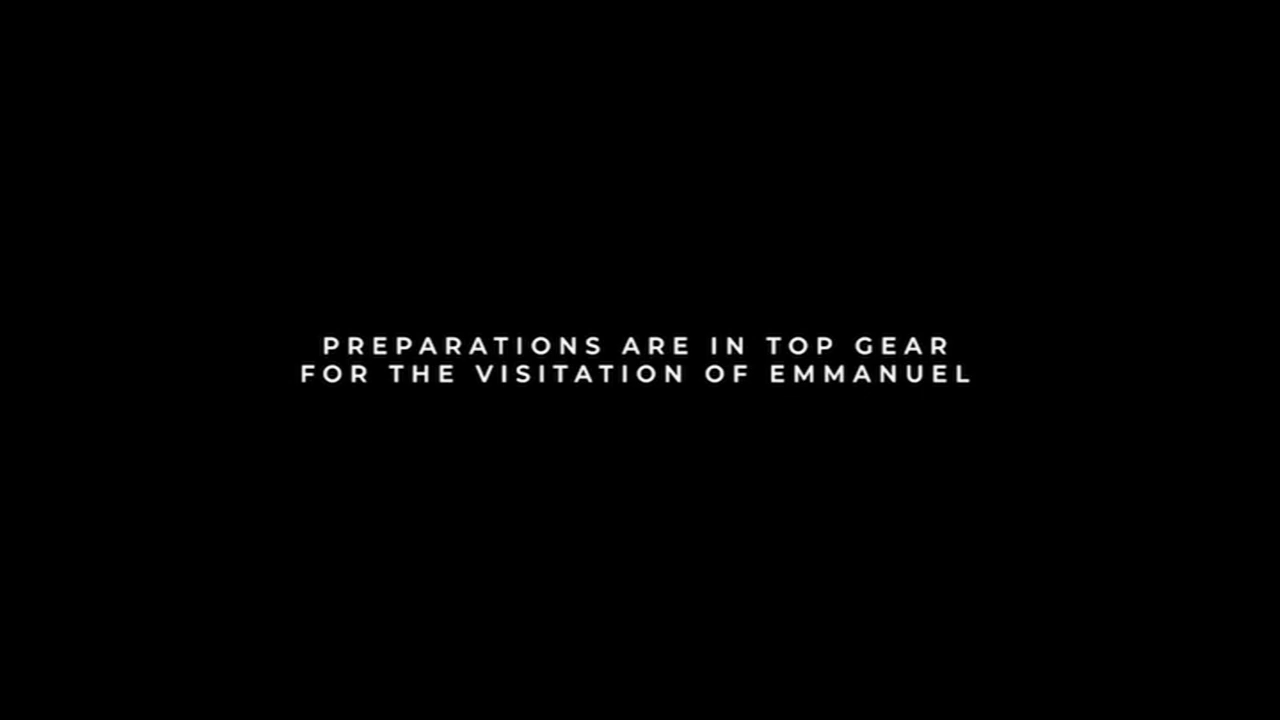 PREPARATIONS ARE IN TOP GEAR
FOR THE VISITATION OF EMMANUEL